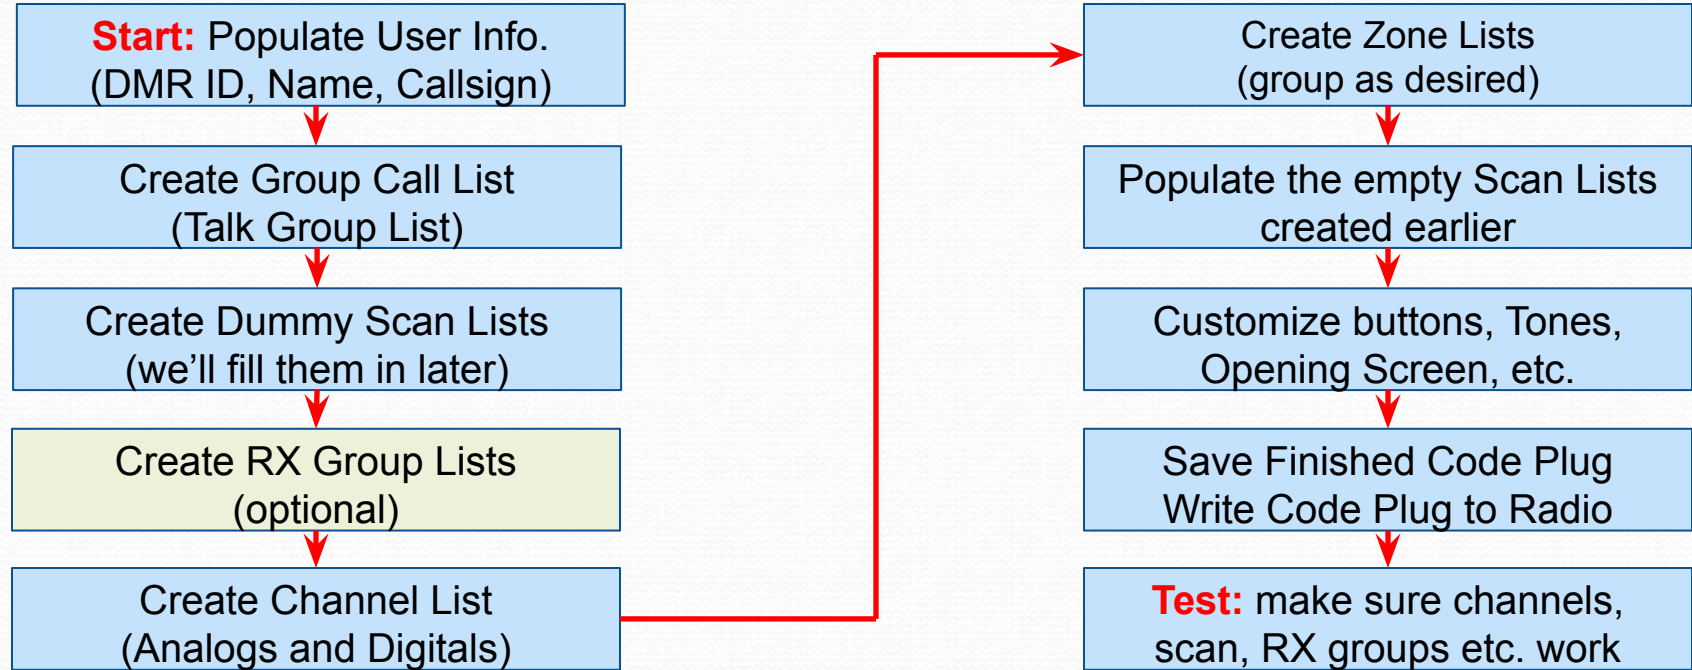 Start: Populate User Info.
(DMR ID, Name, Callsign)
Create Group Call List
(Talk Group List)
Create Dummy Scan Lists
(we’ll fill them in later)
Create RX Group Lists
(optional)
Create Channel List
(Analogs and Digitals)
Create Zone Lists
(group as desired)
Populate the empty Scan Lists
created earlier
Customize buttons, Tones,
Opening Screen, etc.
Save Finished Code Plug
Write Code Plug to Radio
Test: make sure channels,
scan, RX groups etc. work